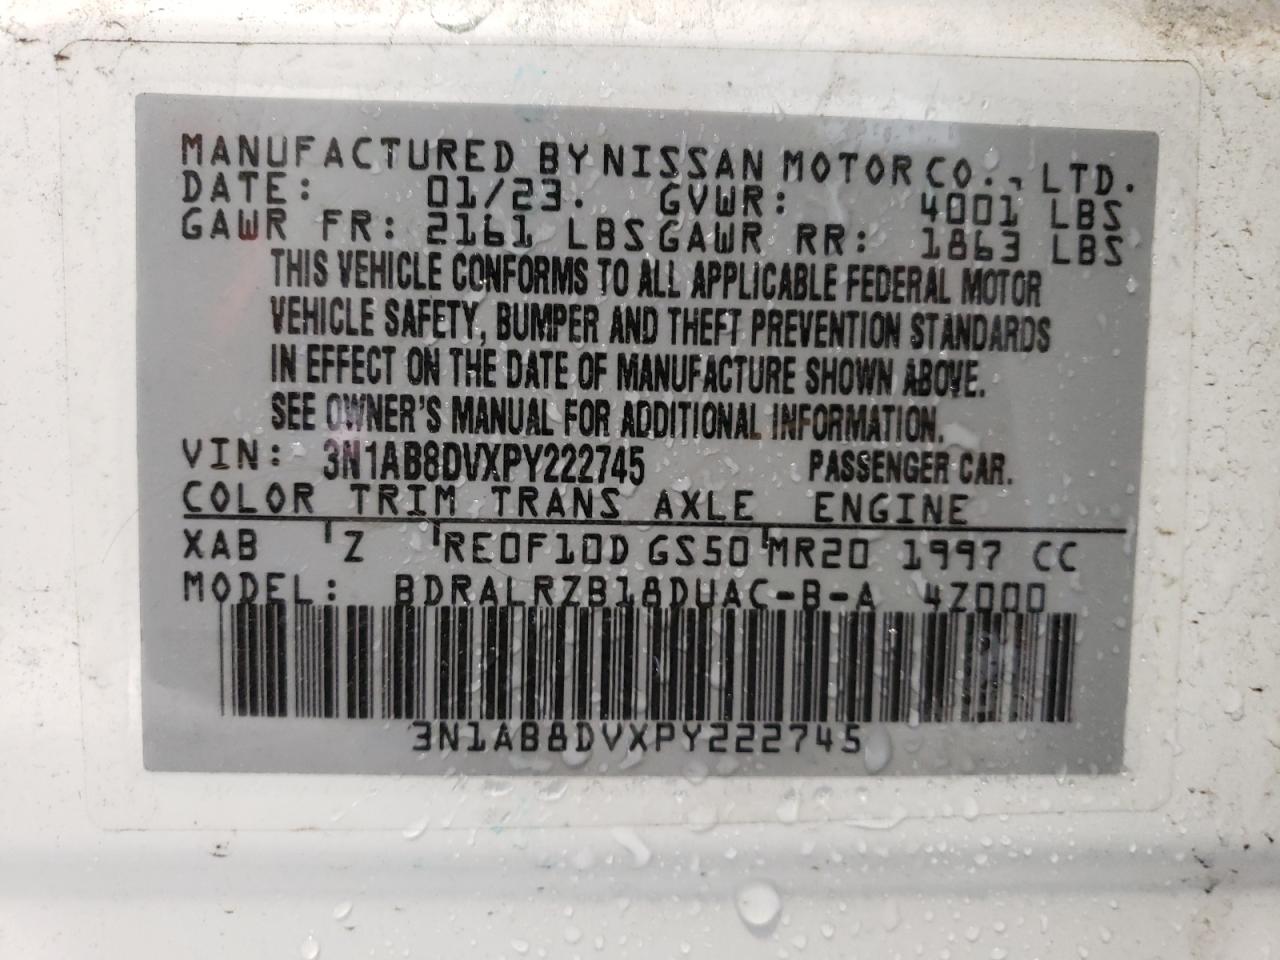 MANUFACTURED BY NISSAN MOTOR CO., LTD.
DATE: 01/23. GVWR: 4001 LBS
GAWR FR: 2161 LBS GAWR RR: 1863 LBS
THIS VEHICLE CONFORMS TO ALL APPLICABLE FEDERAL MOTOR
VEHICLE SAFETY, BUMPER AND THEFT PREVENTION STANDARDS
IN EFFECT ON THE DATE OF MANUFACTURE SHOWN ABOVE.
SEE OWNER'S MANUAL FOR ADDITIONAL INFORMATION.
VIN: 3N1AB8DVXPY222745 PASSENGER CAR.
COLOR TRIM TRANS AXLE ENGINE
XAB Z RE0F10D GS50 MR20 1997 CC
MODEL: BDRALRZB18DUAC-B-A 4Z000
3N1AB8DVXPY222745